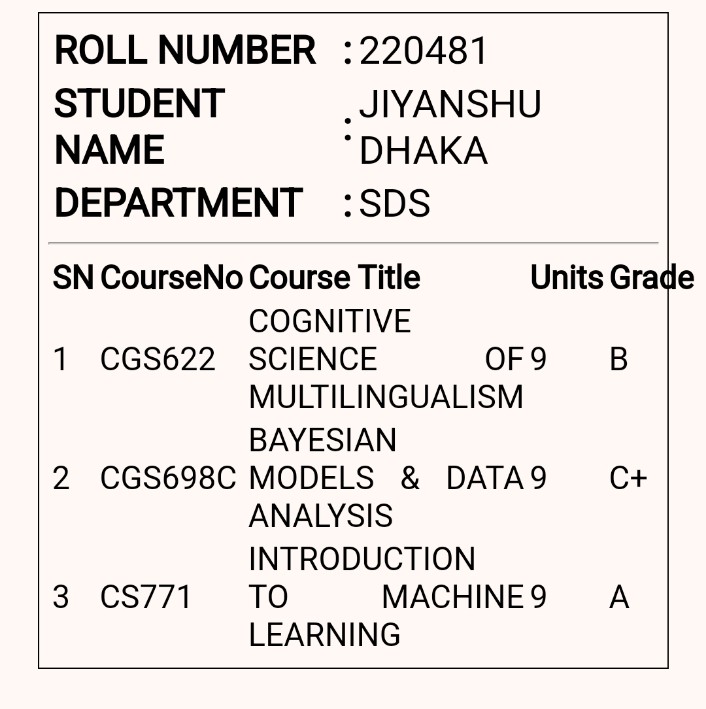 ROLL NUMBER : 220481
STUDENT NAME : JIYANSHU DHAKA
DEPARTMENT : SDS
SN CourseNo Course Title Units Grade
1 CGS622 COGNITIVE SCIENCE OF MULTILINGUALISM 9 B
2 CGS698C BAYESIAN MODELS & DATA ANALYSIS 9 C+
3 CS771 INTRODUCTION TO MACHINE LEARNING 9 A